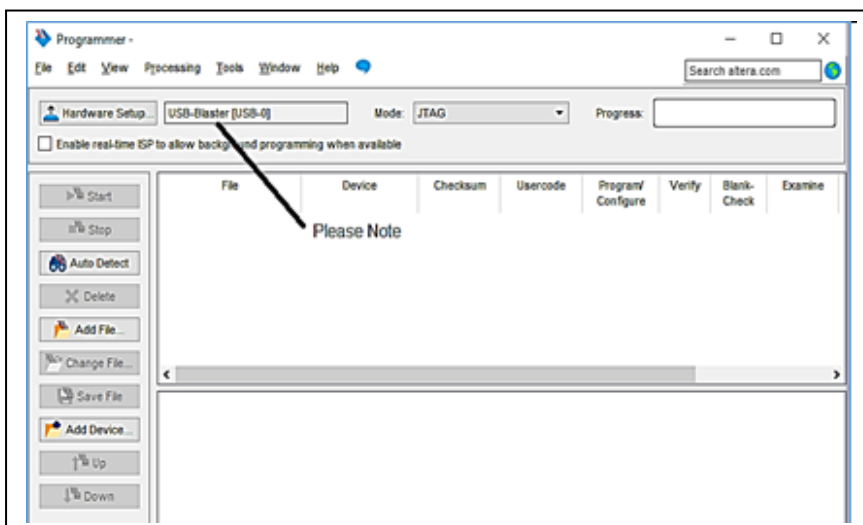 Programmer -
File Edit View Processing Tools Window Help
Search altera.com
Hardware Setup... USB-Blaster [USB-0] Mode: JTAG Progress:
Enable real-time ISP to allow background programming when available
File Device Checksum Usercode Program/ Configure Verify Blank- Check Examine
Start
Stop
Please Note
Auto Detect
Delete
Add File...
Change File...
Save File
Add Device...
Up
Down